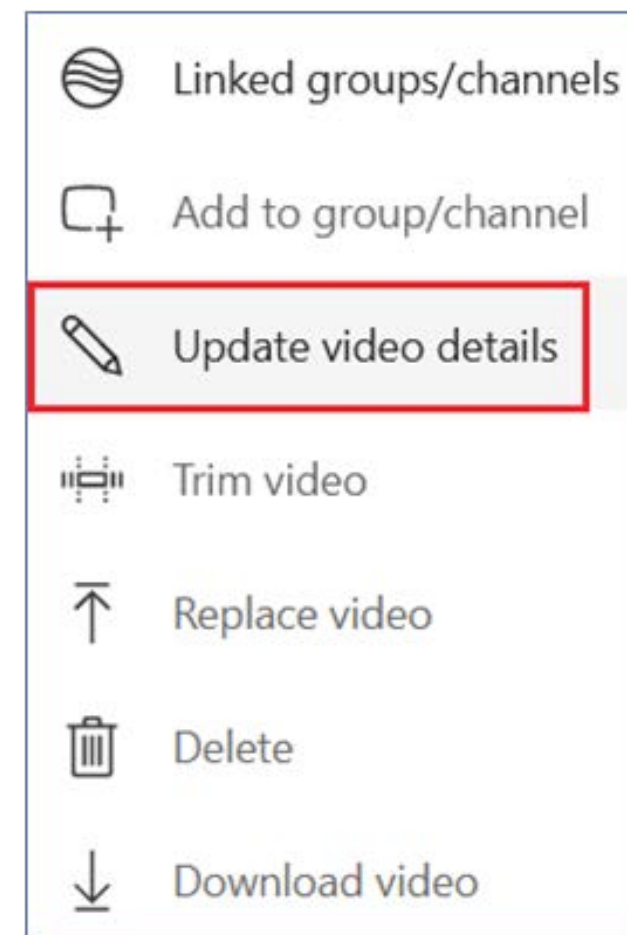 Linked groups/channels
Add to group/channel
Update video details
Trim video
Replace video
Delete
Download video